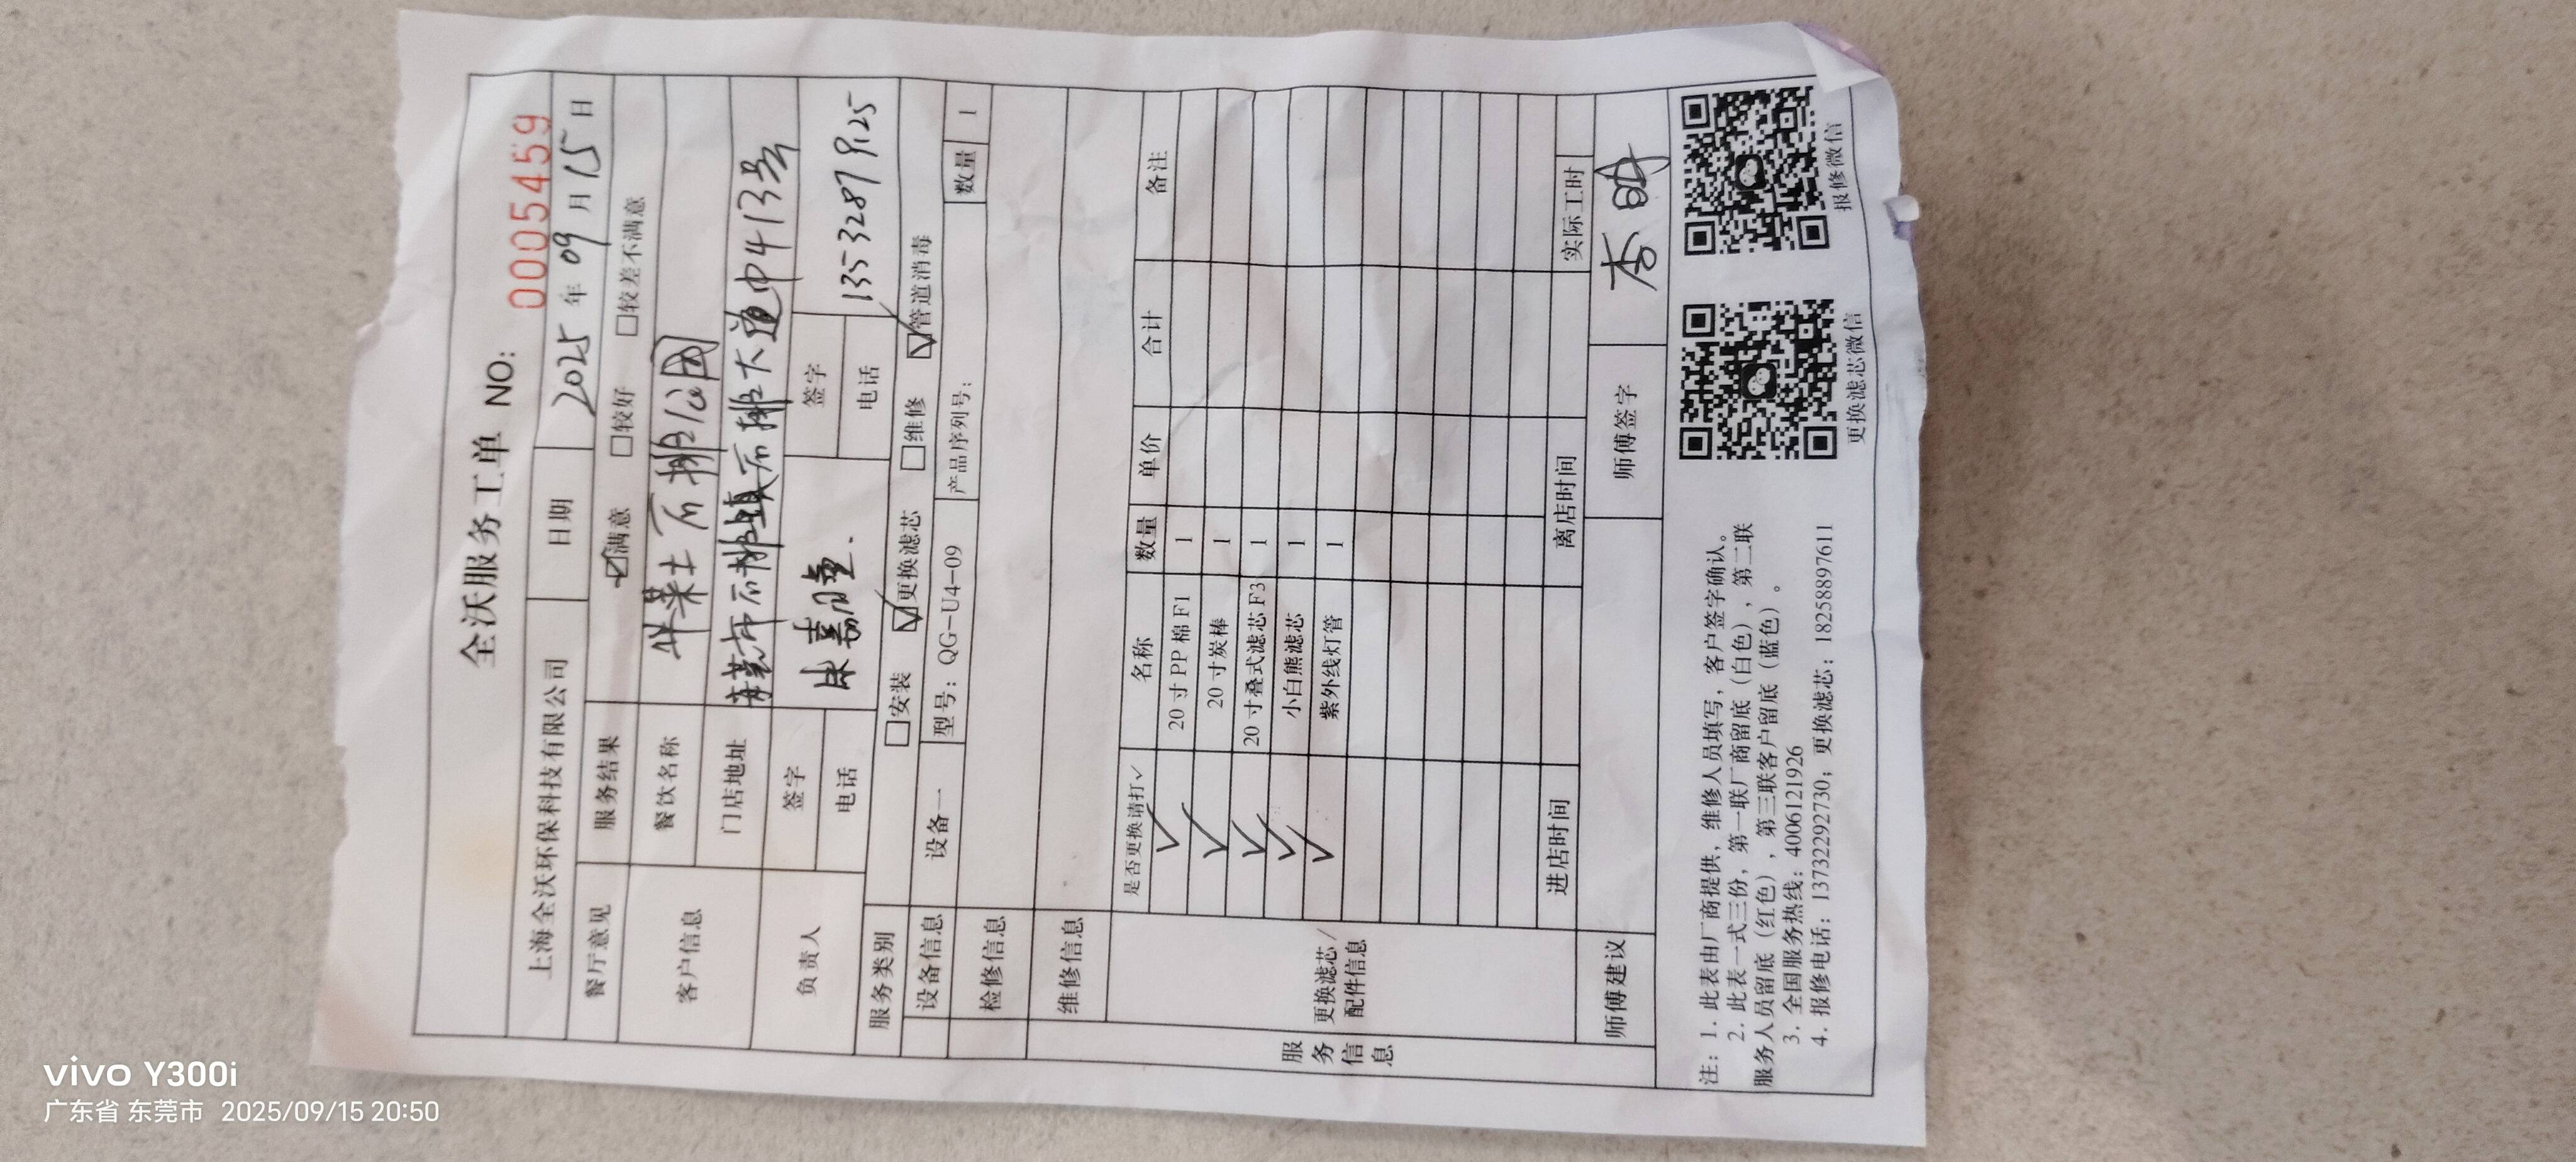 全沃服务工单 NO:
0005459
上海全沃环保科技有限公司 日期 2025 年 09 月 15 日
餐厅意见 服务结果 ☑满意 □较好 □较差不满意
客户信息 餐饮名称 华莱士石排公园
门店地址 东莞市石排镇石排大道中413号
负责人 签字 签字
电话 电话 135 3287 9125
服务类别 □安装 ☑更换滤芯 □维修 ☑管道消毒
设备信息 设备一 型号：QG-U4-09 产品序列号： 数量 1
检修信息
维修信息
服务信息
更换滤芯/配件信息
是否更换请打✓ 名称 数量 单价 合计 备注
✓ 20寸PP棉F1 1
✓ 20寸炭棒 1
✓ 20寸叠式滤芯F3 1
✓ 小白熊滤芯 1
✓ 紫外线灯管 1
进店时间 离店时间 实际工时
师傅建议 师傅签字
注：1. 此表由厂商提供，维修人员填写，客户签字确认。
2. 此表一式三份，第一联厂商留底（白色），第二联
服务人员留底（红色），第三联客户留底（蓝色）。
3. 全国服务热线：4006121926
4. 报修电话：13732292730；更换滤芯：18258897611
更换滤芯微信 报修微信
vivo Y300i
广东省 东莞市 2025/09/15 20:50